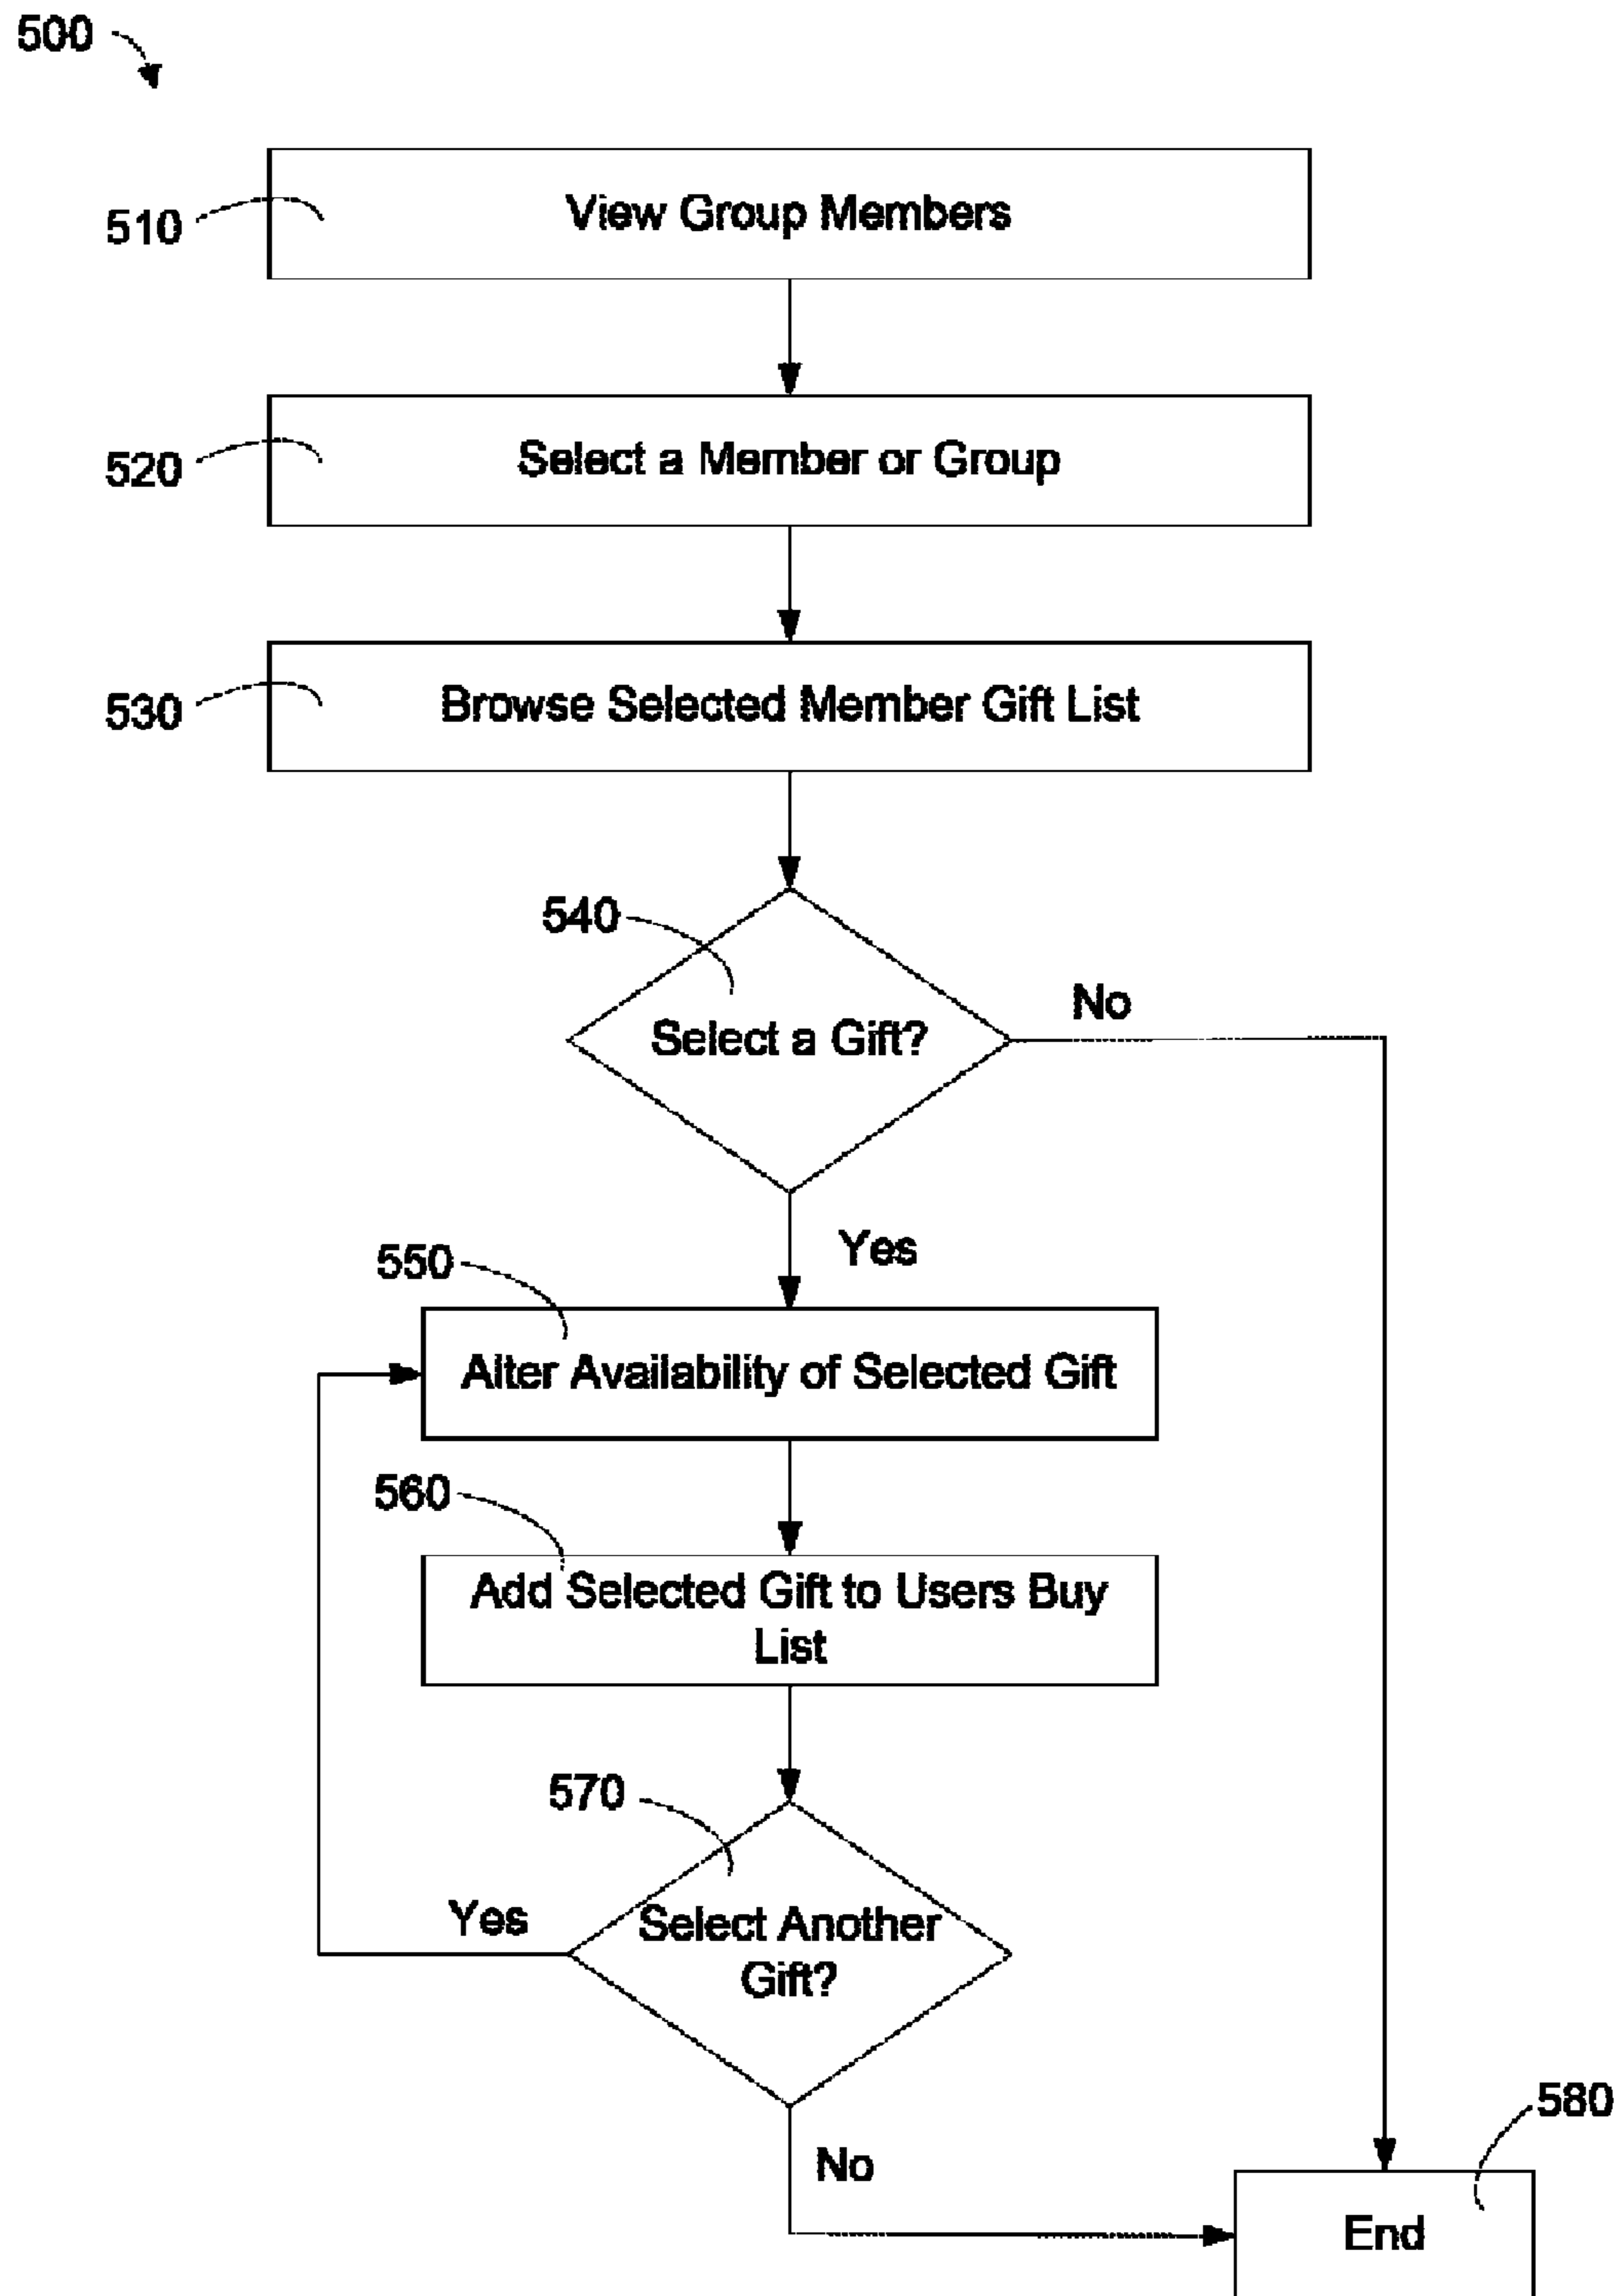 500
510
View Group Members
520
Select a Member or Group
530
Browse Selected Member Gift List
540
Select a Gift?
No
Yes
550
Alter Availability of Selected Gift
560
Add Selected Gift to Users Buy
List
570
Select Another
Gift?
Yes
No
580
End